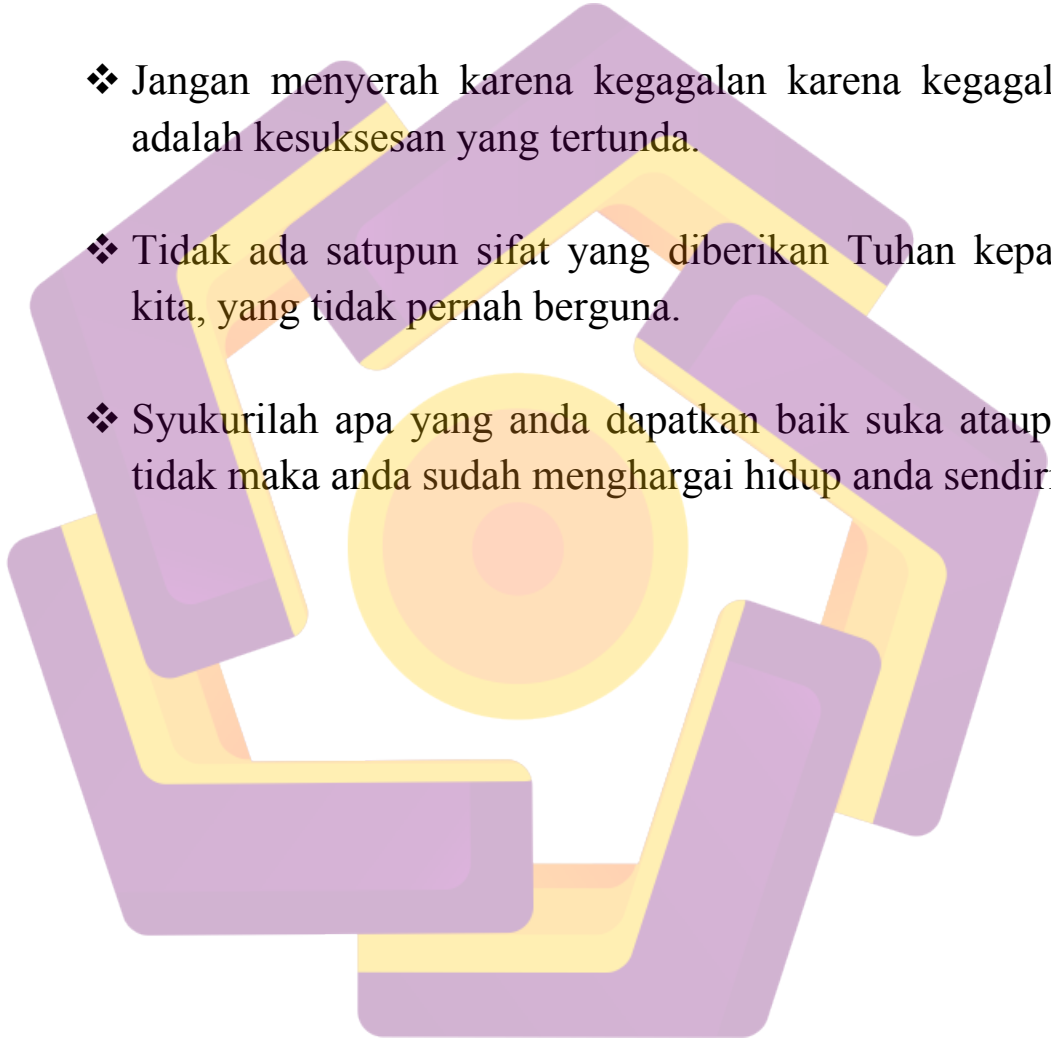 ❖ Jangan menyerah karena kegagalan karena kegagal
adalah kesuksesan yang tertunda.
❖ Tidak ada satupun sifat yang diberikan Tuhan kepa
kita, yang tidak pernah berguna.
❖ Syukurilah apa yang anda dapatkan baik suka ataup
tidak maka anda sudah menghargai hidup anda sendiri